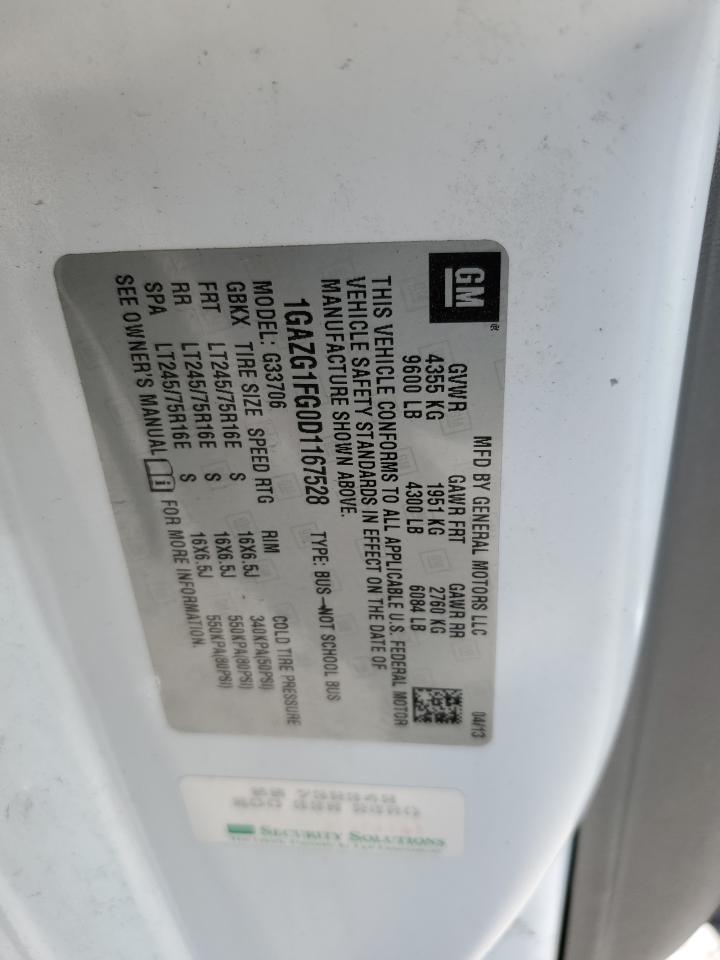 GM
MFD BY GENERAL MOTORS LLC 04/13
GVWR GAWR FRT GAWR RR
4355 KG 1951 KG 2760 KG
9600 LB 4300 LB 6084 LB
THIS VEHICLE CONFORMS TO ALL APPLICABLE U.S. FEDERAL MOTOR
VEHICLE SAFETY STANDARDS IN EFFECT ON THE DATE OF
MANUFACTURE SHOWN ABOVE.
1GAZG1FG0D1167528 TYPE: BUS-NOT SCHOOL BUS
MODEL: G33706
GBKX TIRE SIZE SPEED RTG RIM COLD TIRE PRESSURE
FRT LT245/75R16E S 16X6.5J 340KPA(50PSI)
RR LT245/75R16E S 16X6.5J 550KPA(80PSI)
SPA LT245/75R16E S 16X6.5J 550KPA(80PSI)
SEE OWNER'S MANUAL FOR MORE INFORMATION.
SECURITY SOLUTIONS